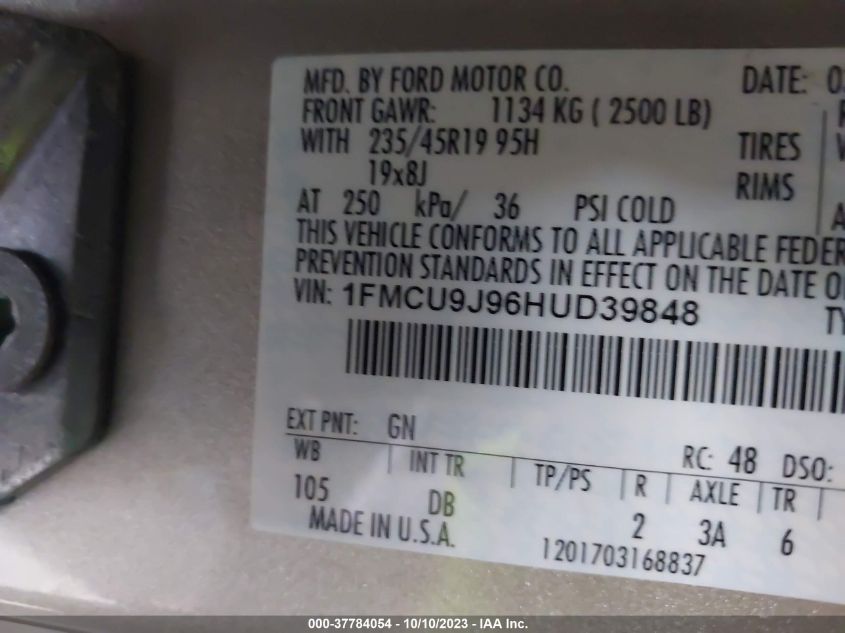 MFD. BY FORD MOTOR CO. DATE:
FRONT GAWR: 1134 KG ( 2500 LB)
WITH 235/45R19 95H TIRES
19x8J RIMS
AT 250 kPa/ 36 PSI COLD
THIS VEHICLE CONFORMS TO ALL APPLICABLE
PREVENTION STANDARDS IN EFFECT ON THE DATE
VIN: 1FMCU9J96HUD39848
EXT PNT: GN RC: 48 DSO:
WB INT TR TP/PS R AXLE TR
105 DB 2 3A 6
MADE IN U.S.A. 1201703168837
000-37784054 - 10/10/2023 - IAA Inc.